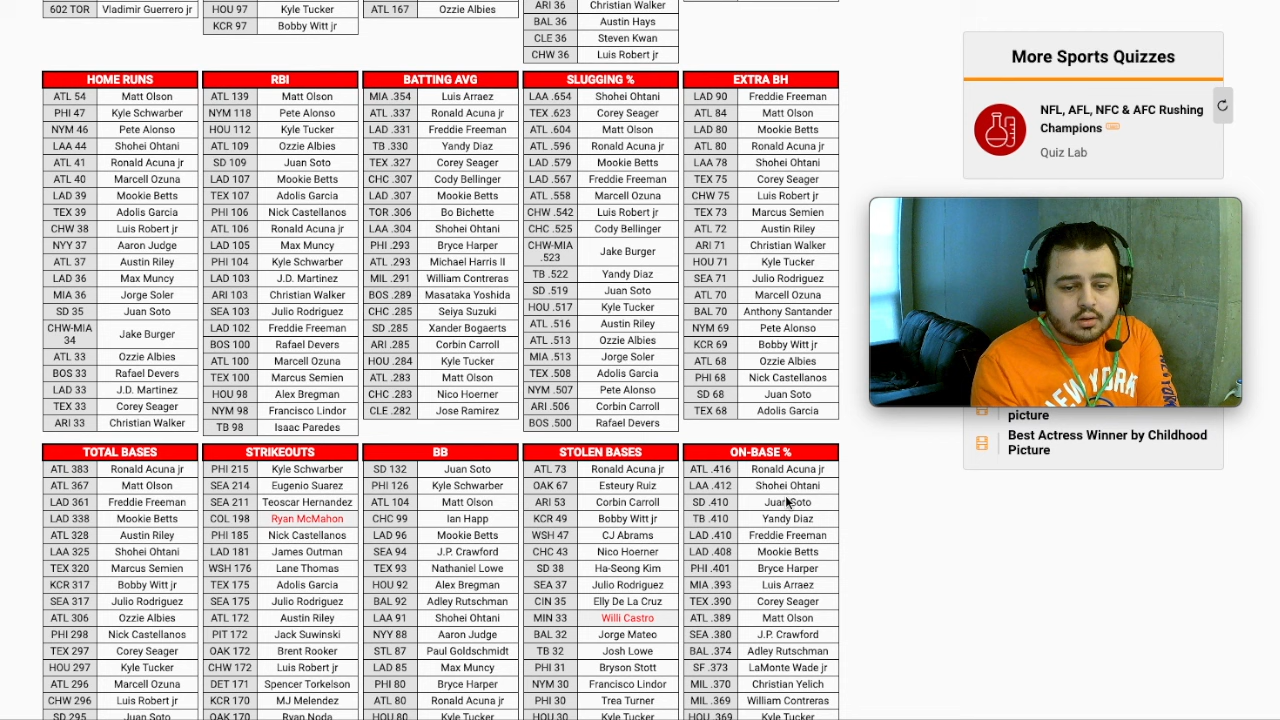 602 TOR Vladimir Guerrero jr
HOU 97 Kyle Tucker
KCR 97 Bobby Witt jr
ATL 167 Ozzie Albies
ARI 36 Christian Walker
BAL 36 Austin Hays
CLE 36 Steven Kwan
CHW 36 Luis Robert jr
HOME RUNS
ATL 54 Matt Olson
PHI 47 Kyle Schwarber
NYM 46 Pete Alonso
LAA 44 Shohei Ohtani
ATL 41 Ronald Acuna jr
ATL 40 Marcell Ozuna
LAD 39 Mookie Betts
TEX 39 Adolis Garcia
CHW 38 Luis Robert jr
NYY 37 Aaron Judge
ATL 37 Austin Riley
LAD 36 Max Muncy
MIA 36 Jorge Soler
SD 35 Juan Soto
CHW-MIA 34 Jake Burger
ATL 33 Ozzie Albies
BOS 33 Rafael Devers
LAD 33 J.D. Martinez
TEX 33 Corey Seager
ARI 33 Christian Walker
RBI
ATL 139 Matt Olson
NYM 118 Pete Alonso
HOU 112 Kyle Tucker
ATL 109 Ozzie Albies
SD 109 Juan Soto
LAD 107 Mookie Betts
TEX 107 Adolis Garcia
PHI 106 Nick Castellanos
ATL 106 Ronald Acuna jr
LAD 105 Max Muncy
PHI 104 Kyle Schwarber
LAD 103 J.D. Martinez
ARI 103 Christian Walker
SEA 103 Julio Rodriguez
LAD 102 Freddie Freeman
BOS 100 Rafael Devers
ATL 100 Marcell Ozuna
TEX 100 Marcus Semien
HOU 98 Alex Bregman
NYM 98 Francisco Lindor
TB 98 Isaac Paredes
BATTING AVG
MIA .354 Luis Arraez
ATL .337 Ronald Acuna jr
LAD .331 Freddie Freeman
TB .330 Yandy Diaz
TEX .327 Corey Seager
CHC .307 Cody Bellinger
LAD .307 Mookie Betts
TOR .306 Bo Bichette
LAA .304 Shohei Ohtani
PHI .293 Bryce Harper
ATL .293 Michael Harris II
MIL .291 William Contreras
BOS .289 Masataka Yoshida
CHC .285 Seiya Suzuki
SD .285 Xander Bogaerts
ARI .285 Corbin Carroll
HOU .284 Kyle Tucker
ATL .283 Matt Olson
CHC .283 Nico Hoerner
CLE .282 Jose Ramirez
SLUGGING %
LAA .654 Shohei Ohtani
TEX .623 Corey Seager
ATL .604 Matt Olson
ATL .596 Ronald Acuna jr
LAD .579 Mookie Betts
LAD .567 Freddie Freeman
ATL .558 Marcell Ozuna
CHW .542 Luis Robert jr
CHC .525 Cody Bellinger
CHW-MIA .523 Jake Burger
TB .522 Yandy Diaz
SD .519 Juan Soto
HOU .517 Kyle Tucker
ATL .516 Austin Riley
ATL .513 Ozzie Albies
MIA .513 Jorge Soler
TEX .508 Adolis Garcia
NYM .507 Pete Alonso
ARI .506 Corbin Carroll
BOS .500 Rafael Devers
EXTRA BH
LAD 90 Freddie Freeman
ATL 84 Matt Olson
LAD 80 Mookie Betts
ATL 80 Ronald Acuna jr
LAA 78 Shohei Ohtani
TEX 75 Corey Seager
CHW 75 Luis Robert jr
TEX 73 Marcus Semien
ATL 72 Austin Riley
ARI 71 Christian Walker
HOU 71 Kyle Tucker
SEA 71 Julio Rodriguez
ATL 70 Marcell Ozuna
BAL 70 Anthony Santander
NYM 69 Pete Alonso
KCR 69 Bobby Witt jr
ATL 68 Ozzie Albies
PHI 68 Nick Castellanos
SD 68 Juan Soto
TEX 68 Adolis Garcia
TOTAL BASES
ATL 383 Ronald Acuna jr
ATL 367 Matt Olson
LAD 361 Freddie Freeman
LAD 338 Mookie Betts
ATL 328 Austin Riley
LAA 325 Shohei Ohtani
TEX 320 Marcus Semien
KCR 317 Bobby Witt jr
SEA 317 Julio Rodriguez
ATL 306 Ozzie Albies
PHI 298 Nick Castellanos
TEX 297 Corey Seager
HOU 297 Kyle Tucker
ATL 296 Marcell Ozuna
CHW 296 Luis Robert jr
SD 295 Juan Soto
STRIKEOUTS
PHI 215 Kyle Schwarber
SEA 214 Eugenio Suarez
SEA 211 Teoscar Hernandez
COL 198 Ryan McMahon
PHI 185 Nick Castellanos
LAD 181 James Outman
WSH 176 Lane Thomas
TEX 175 Adolis Garcia
SEA 175 Julio Rodriguez
ATL 172 Austin Riley
PIT 172 Jack Suwinski
OAK 172 Brent Rooker
CHW 172 Luis Robert jr
DET 171 Spencer Torkelson
KCR 170 MJ Melendez
OAK 170 Ryan Noda
BB
SD 132 Juan Soto
PHI 126 Kyle Schwarber
ATL 104 Matt Olson
CHC 99 Ian Happ
LAD 96 Mookie Betts
SEA 94 J.P. Crawford
TEX 93 Nathaniel Lowe
HOU 92 Alex Bregman
BAL 92 Adley Rutschman
LAA 91 Shohei Ohtani
NYY 88 Aaron Judge
STL 87 Paul Goldschmidt
LAD 85 Max Muncy
PHI 80 Bryce Harper
ATL 80 Ronald Acuna jr
HOU 80 Kyle Tucker
STOLEN BASES
ATL 73 Ronald Acuna jr
OAK 67 Esteury Ruiz
ARI 53 Corbin Carroll
KCR 49 Bobby Witt jr
WSH 47 CJ Abrams
CHC 43 Nico Hoerner
SD 38 Ha-Seong Kim
SEA 37 Julio Rodriguez
CIN 35 Elly De La Cruz
MIN 33 Willi Castro
BAL 32 Jorge Mateo
TB 32 Josh Lowe
PHI 31 Bryson Stott
NYM 30 Francisco Lindor
PHI 30 Trea Turner
HOU 30 Kyle Tucker
ON-BASE %
ATL .416 Ronald Acuna jr
LAA .412 Shohei Ohtani
SD .410 Juan Soto
TB .410 Yandy Diaz
LAD .410 Freddie Freeman
LAD .408 Mookie Betts
PHI .401 Bryce Harper
MIA .393 Luis Arraez
TEX .390 Corey Seager
ATL .389 Matt Olson
SEA .380 J.P. Crawford
BAL .374 Adley Rutschman
SF .373 LaMonte Wade jr
MIL .370 Christian Yelich
MIL .369 William Contreras
HOU .369 Kyle Tucker
More Sports Quizzes
NFL, AFL, NFC & AFC Rushing
Champions
Quiz Lab
NEW YORK
picture
Best Actress Winner by Childhood
Picture